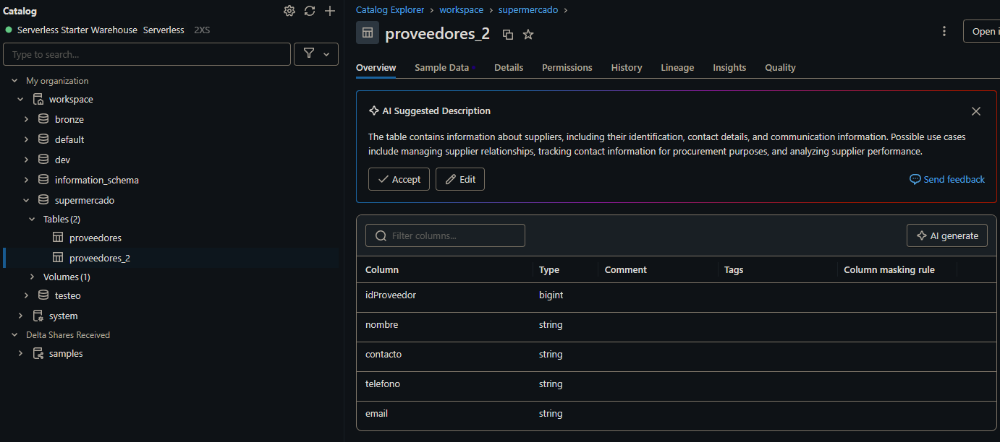 Catalog
Serverless Starter Warehouse Serverless 2XS
Type to search...
My organization
workspace
bronze
default
dev
information_schema
supermercado
Tables (2)
proveedores
proveedores_2
Volumes (1)
testeo
system
Delta Shares Received
samples
Catalog Explorer › workspace › supermercado ›
proveedores_2
Open i
Overview Sample Data Details Permissions History Lineage Insights Quality
AI Suggested Description
The table contains information about suppliers, including their identification, contact details, and communication information. Possible use cases
include managing supplier relationships, tracking contact information for procurement purposes, and analyzing supplier performance.
Accept Edit Send feedback
Filter columns... AI generate
Column Type Comment Tags Column masking rule
idProveedor bigint
nombre string
contacto string
telefono string
email string